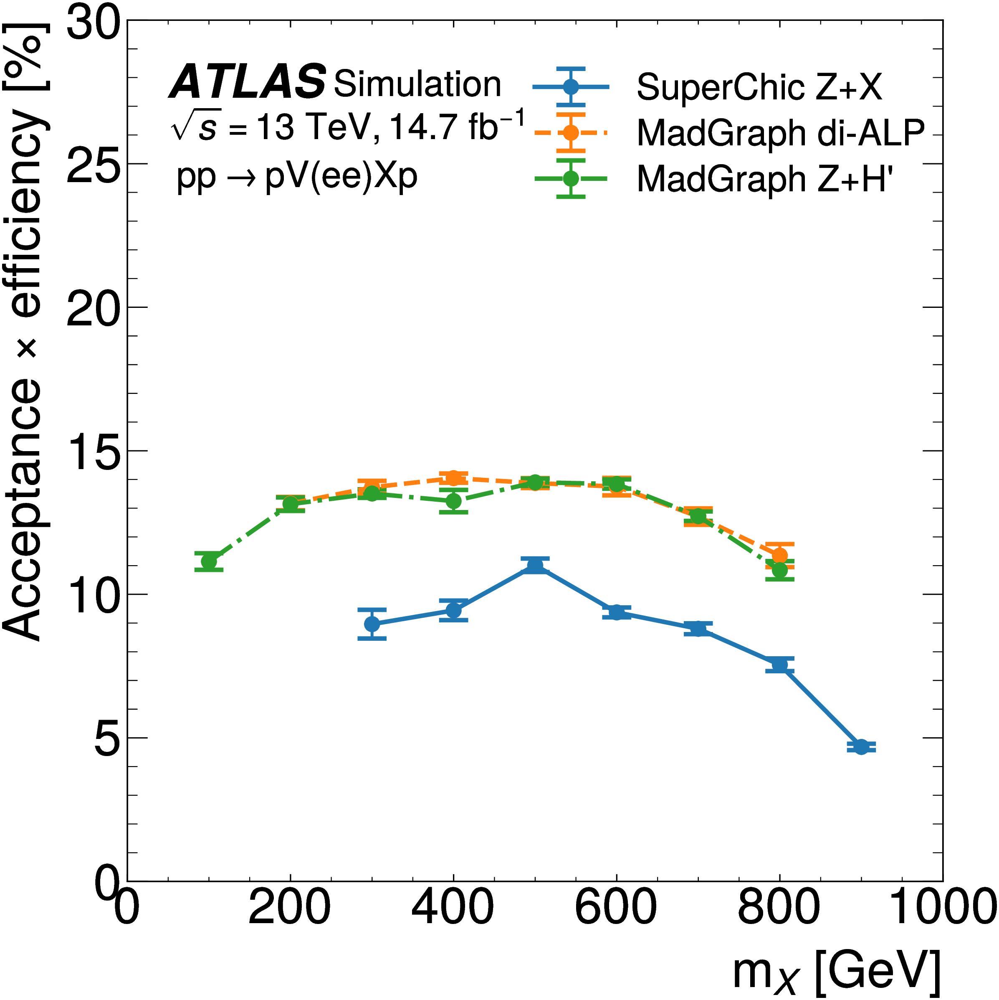 Acceptance × efficiency [%]
30
25
20
15
10
5
0
ATLAS Simulation
√s = 13 TeV, 14.7 fb⁻¹
pp → pV(ee)Xp
SuperChic Z+X
MadGraph di-ALP
MadGraph Z+H'
0 200 400 600 800 1000
m_X [GeV]